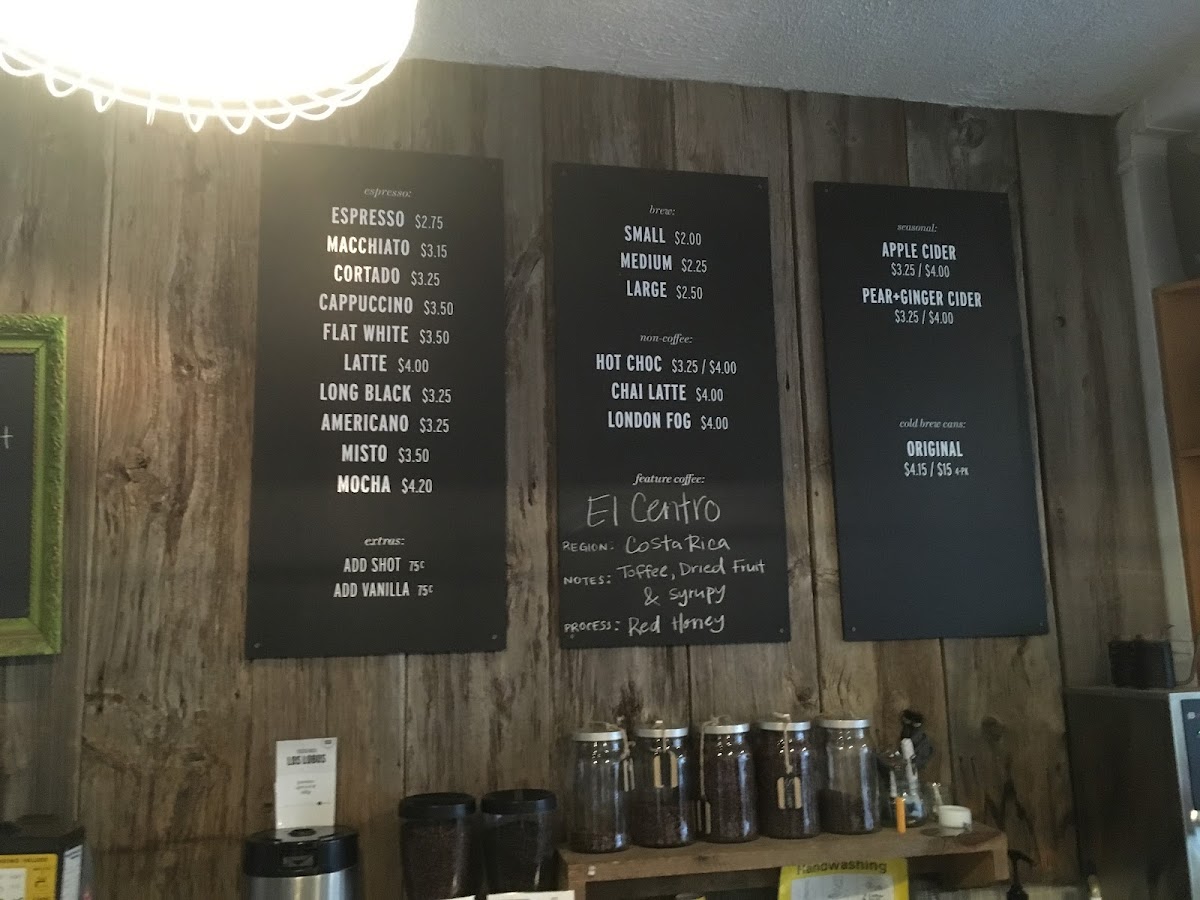 espresso:
ESPRESSO $2.75
MACCHIATO $3.15
CORTADO $3.25
CAPPUCCINO $3.50
FLAT WHITE $3.50
LATTE $4.00
LONG BLACK $3.25
AMERICANO $3.25
MISTO $3.50
MOCHA $4.20
extras:
ADD SHOT 75¢
ADD VANILLA 75¢
brew:
SMALL $2.00
MEDIUM $2.25
LARGE $2.50
non-coffee:
HOT CHOC $3.25 / $4.00
CHAI LATTE $4.00
LONDON FOG $4.00
feature coffee:
El Centro
REGION: Costa Rica
NOTES: Toffee, Dried Fruit
& Syrupy
PROCESS: Red Honey
seasonal:
APPLE CIDER
$3.25 / $4.00
PEAR+GINGER CIDER
$3.25 / $4.00
cold brew cans:
ORIGINAL
$4.15 / $15 4-PK
LOS LOBOS
Handwashing